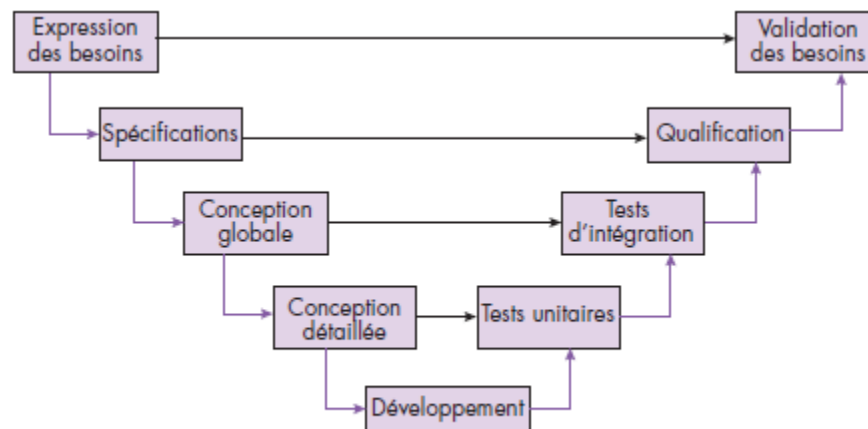 Expression
des besoins
Validation
des besoins
Spécifications
Qualification
Conception
globale
Tests
d'intégration
Conception
détaillée
Tests unitaires
Développement